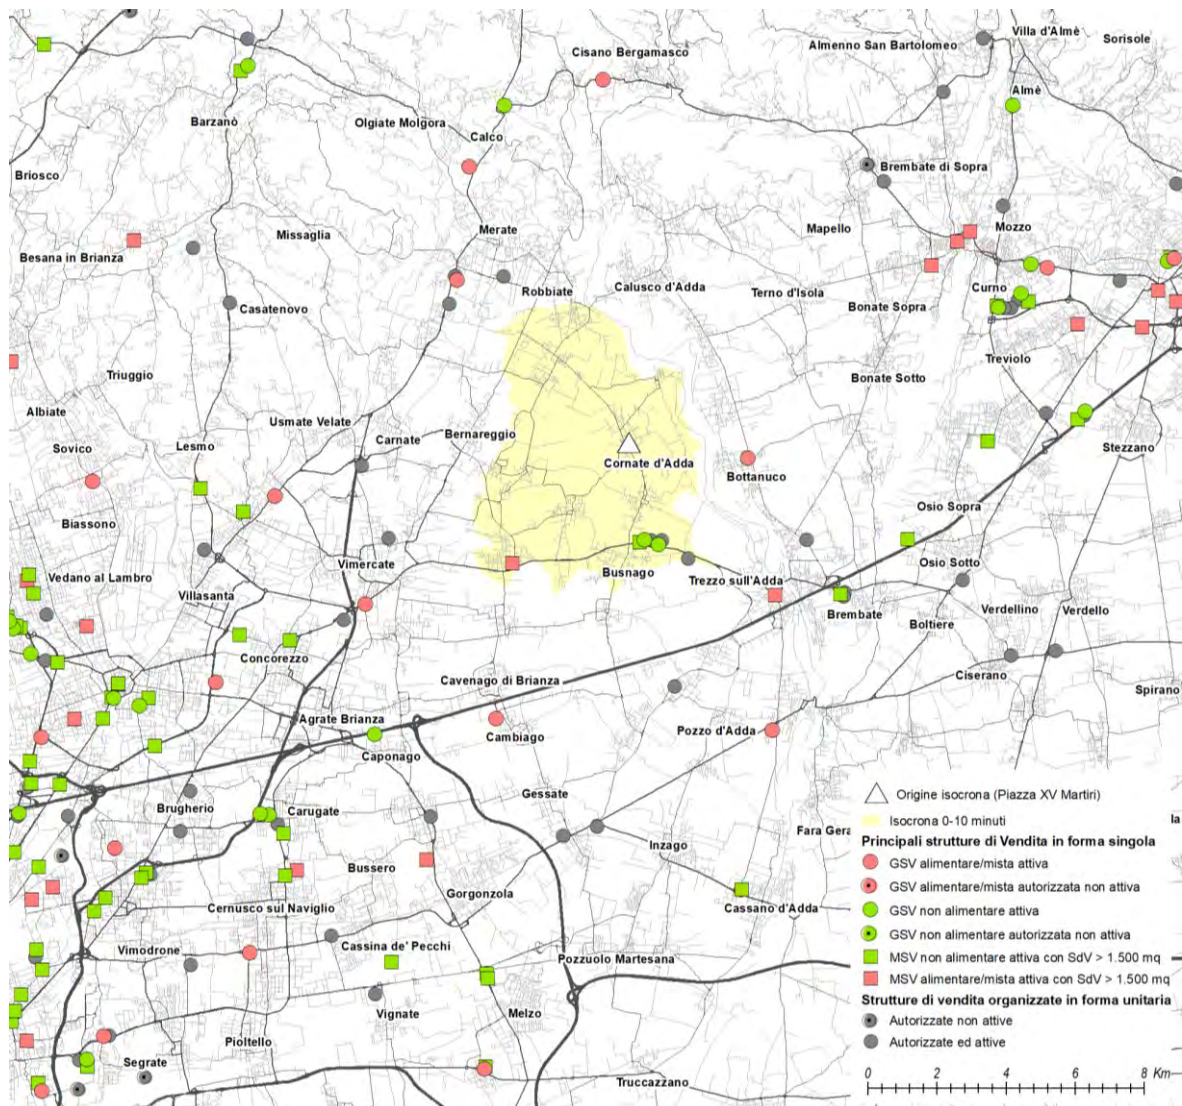 Cisano Bergamasco
Almenno San Bartolomeo
Villa d'Almè
Sorisole
Almè
Barzanò
Olgiate Molgora
Calco
Briosco
Brembate di Sopra
Missaglia
Merate
Mapello
Mozzo
Besana in Brianza
Robbiate
Calusco d'Adda
Terno d'Isola
Curno
Casatenovo
Bonate Sopra
Treviolo
Triuggio
Bonate Sotto
Albiate
Usmate Velate
Sovico
Lesmo
Carnate
Bernareggio
Cornate d'Adda
Stezzano
Bottanuco
Biassono
Osio Sopra
Vimercate
Osio Sotto
Vedano al Lambro
Busnago
Trezzo sull'Adda
Villasanta
Brembate
Verdellino
Verdello
Boltiere
Concorezzo
Cavenago di Brianza
Ciserano
Spirano
Agrate Brianza
Cambiago
Pozzo d'Adda
Caponago
Brugherio
Carugate
Gessate
Fara Gera
la
Inzago
Bussero
Gorgonzola
Cernusco sul Naviglio
Cassano d'Adda
Vimodrone
Cassina de' Pecchi
Pozzuolo Martesana
Vignate
Melzo
Pioltello
Segrate
Truccazzano
Origine isocrona (Piazza XV Martiri)
Isocrona 0-10 minuti
Principali strutture di Vendita in forma singola
GSV alimentare/mista attiva
GSV alimentare/mista autorizzata non attiva
GSV non alimentare attiva
GSV non alimentare autorizzata non attiva
MSV non alimentare attiva con SdV > 1.500 mq
MSV alimentare/mista attiva con SdV > 1.500 mq
Strutture di vendita organizzate in forma unitaria
Autorizzate non attive
Autorizzate ed attive
0 2 4 6 8 Km